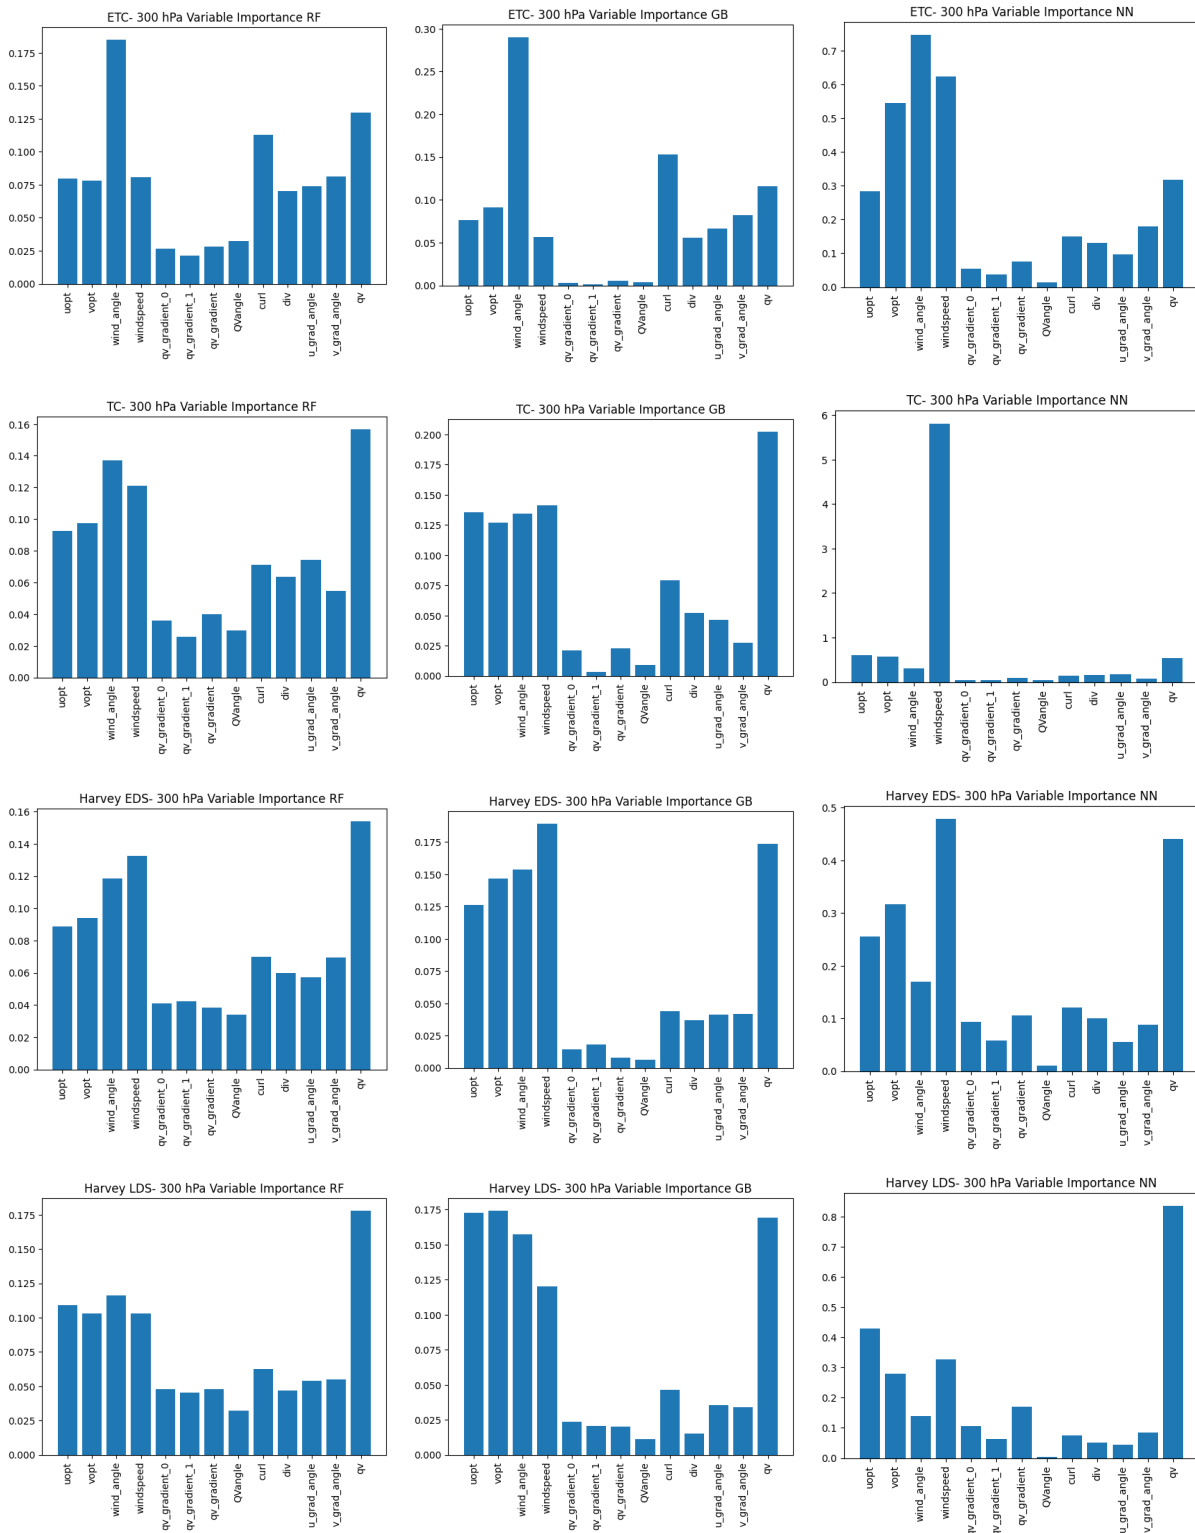 ETC- 300 hPa Variable Importance RF
0.175
0.150
0.125
0.100
0.075
0.050
0.025
0.000
uopt
vopt
wind_angle
windspeed
qv_gradient_0
qv_gradient_1
qv_gradient
QVangle
curl
div
u_grad_angle
v_grad_angle
qv
ETC- 300 hPa Variable Importance GB
0.30
0.25
0.20
0.15
0.10
0.05
0.00
uopt
vopt
wind_angle
windspeed
qv_gradient_0
qv_gradient_1
qv_gradient
QVangle
curl
div
u_grad_angle
v_grad_angle
qv
ETC- 300 hPa Variable Importance NN
0.7
0.6
0.5
0.4
0.3
0.2
0.1
0.0
uopt
vopt
wind_angle
windspeed
qv_gradient_0
qv_gradient_1
qv_gradient
QVangle
curl
div
u_grad_angle
v_grad_angle
qv
TC- 300 hPa Variable Importance RF
0.16
0.14
0.12
0.10
0.08
0.06
0.04
0.02
0.00
uopt
vopt
wind_angle
windspeed
qv_gradient_0
qv_gradient_1
qv_gradient
QVangle
curl
div
u_grad_angle
v_grad_angle
qv
TC- 300 hPa Variable Importance GB
0.200
0.175
0.150
0.125
0.100
0.075
0.050
0.025
0.000
uopt
vopt
wind_angle
windspeed
qv_gradient_0
qv_gradient_1
qv_gradient
QVangle
curl
div
u_grad_angle
v_grad_angle
qv
TC- 300 hPa Variable Importance NN
6
5
4
3
2
1
0
uopt
vopt
wind_angle
windspeed
qv_gradient_0
qv_gradient_1
qv_gradient
QVangle
curl
div
u_grad_angle
v_grad_angle
qv
Harvey EDS- 300 hPa Variable Importance RF
0.16
0.14
0.12
0.10
0.08
0.06
0.04
0.02
0.00
uopt
vopt
wind_angle
windspeed
qv_gradient_0
qv_gradient_1
qv_gradient
QVangle
curl
div
u_grad_angle
v_grad_angle
qv
Harvey EDS- 300 hPa Variable Importance GB
0.175
0.150
0.125
0.100
0.075
0.050
0.025
0.000
uopt
vopt
wind_angle
windspeed
qv_gradient_0
qv_gradient_1
qv_gradient
QVangle
curl
div
u_grad_angle
v_grad_angle
qv
Harvey EDS- 300 hPa Variable Importance NN
0.5
0.4
0.3
0.2
0.1
0.0
uopt
vopt
wind_angle
windspeed
qv_gradient_0
qv_gradient_1
qv_gradient
QVangle
curl
div
u_grad_angle
v_grad_angle
qv
Harvey LDS- 300 hPa Variable Importance RF
0.175
0.150
0.125
0.100
0.075
0.050
0.025
0.000
uopt
vopt
wind_angle
windspeed
qv_gradient_0
qv_gradient_1
qv_gradient
QVangle
curl
div
u_grad_angle
v_grad_angle
qv
Harvey LDS- 300 hPa Variable Importance GB
0.175
0.150
0.125
0.100
0.075
0.050
0.025
0.000
uopt
vopt
wind_angle
windspeed
qv_gradient_0
qv_gradient_1
qv_gradient
QVangle
curl
div
u_grad_angle
v_grad_angle
qv
Harvey LDS- 300 hPa Variable Importance NN
0.8
0.7
0.6
0.5
0.4
0.3
0.2
0.1
0.0
uopt
vopt
wind_angle
windspeed
qv_gradient_0
qv_gradient_1
qv_gradient
QVangle
curl
div
u_grad_angle
v_grad_angle
qv